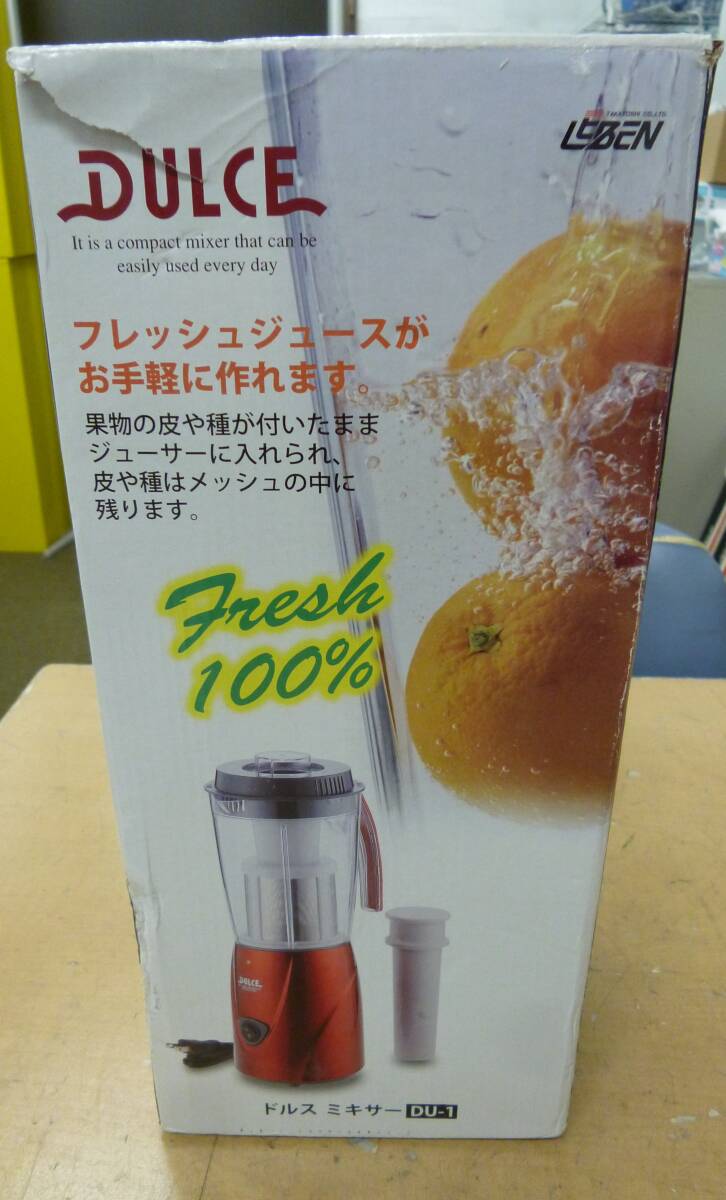 DULCE
It is a compact mixer that can be
easily used every day
TAKATOSHI CO.,LTD
LEBEN
フレッシュジュースが
お手軽に作れます。
果物の皮や種が付いたまま
ジューサーに入れられ、
皮や種はメッシュの中に
残ります。
Fresh
100%
DULCE
ドルス ミキサー DU-1